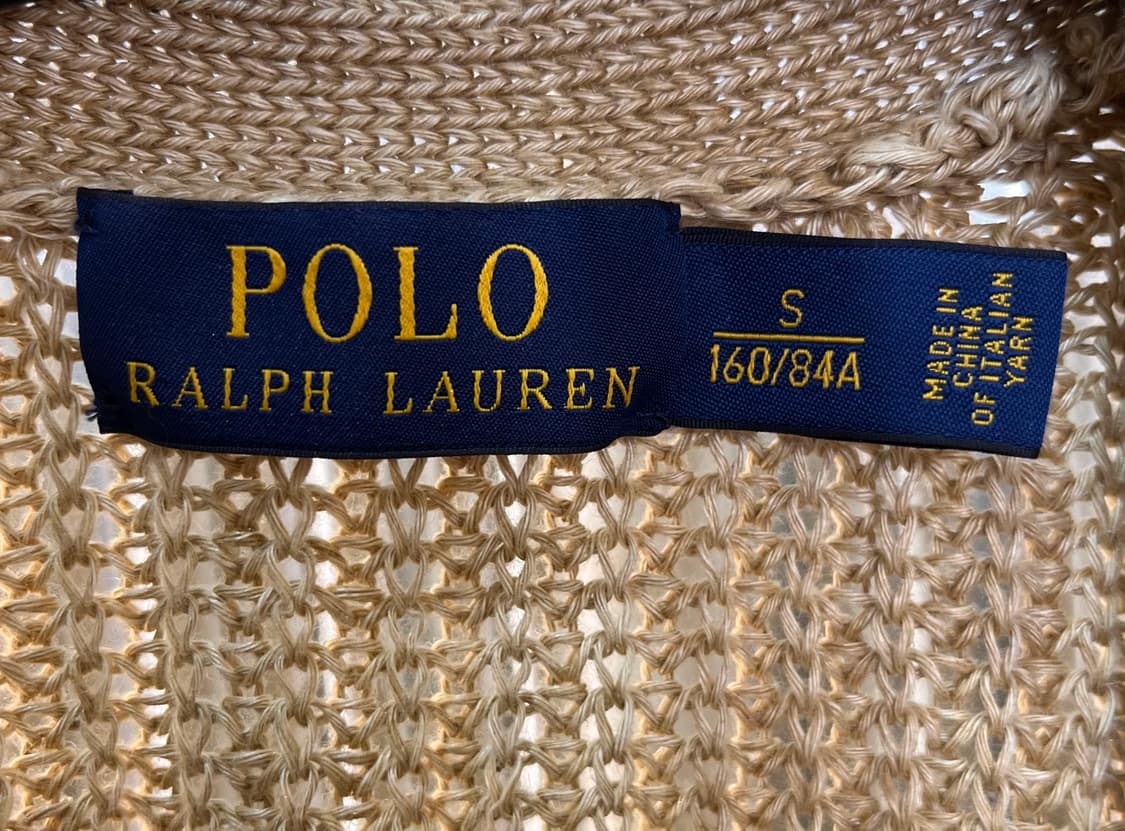 POLO
RALPH LAUREN
S
160/84A
MADE IN
CHINA
OF ITALIAN
YARN